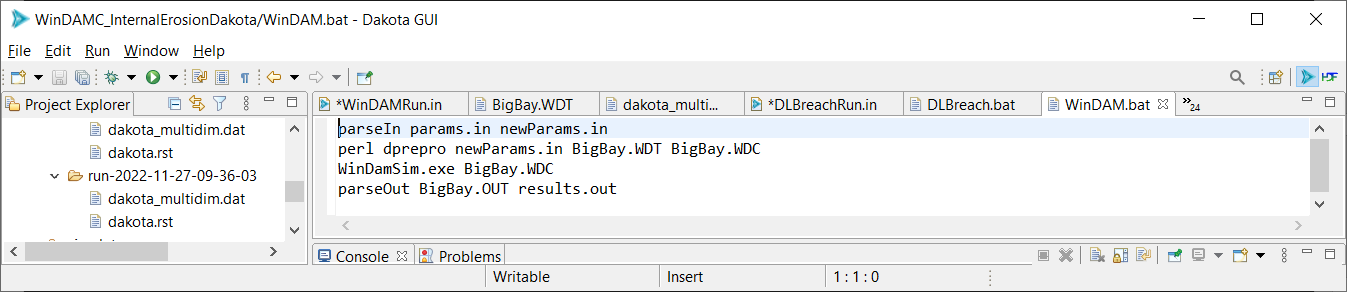 WinDAMC_InternalErosionDakota/WinDAM.bat - Dakota GUI
File Edit Run Window Help
Project Explorer
*WinDAMRun.in BigBay.WDT dakota_multi... *DLBreachRun.in DLBreach.bat WinDAM.bat »24
dakota_multidim.dat
dakota.rst
run-2022-11-27-09-36-03
dakota_multidim.dat
dakota.rst
parseIn params.in newParams.in
perl dprepro newParams.in BigBay.WDT BigBay.WDC
WinDamSim.exe BigBay.WDC
parseOut BigBay.OUT results.out
Console Problems
Writable Insert 1 : 1 : 0